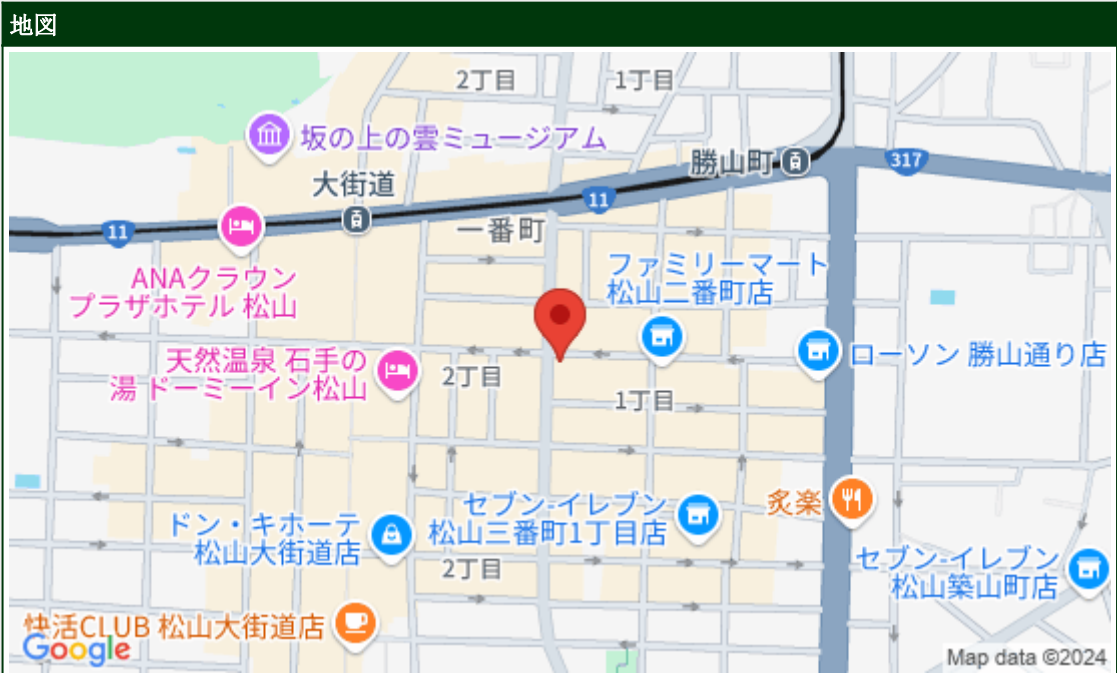 地図
2丁目
1丁目
坂の上の雲ミュージアム
勝山町
317
大街道
11
11
一番町
ANAクラウン
プラザホテル 松山
ファミリーマート
松山二番町店
天然温泉 石手の
湯 ドーミーイン松山
2丁目
ローソン 勝山通り店
1丁目
セブン-イレブン
松山三番町1丁目店
炙楽
ドン・キホーテ
松山大街道店
2丁目
セブン-イレブン
松山築山町店
快活CLUB 松山大街道店
Google
Map data ©2024